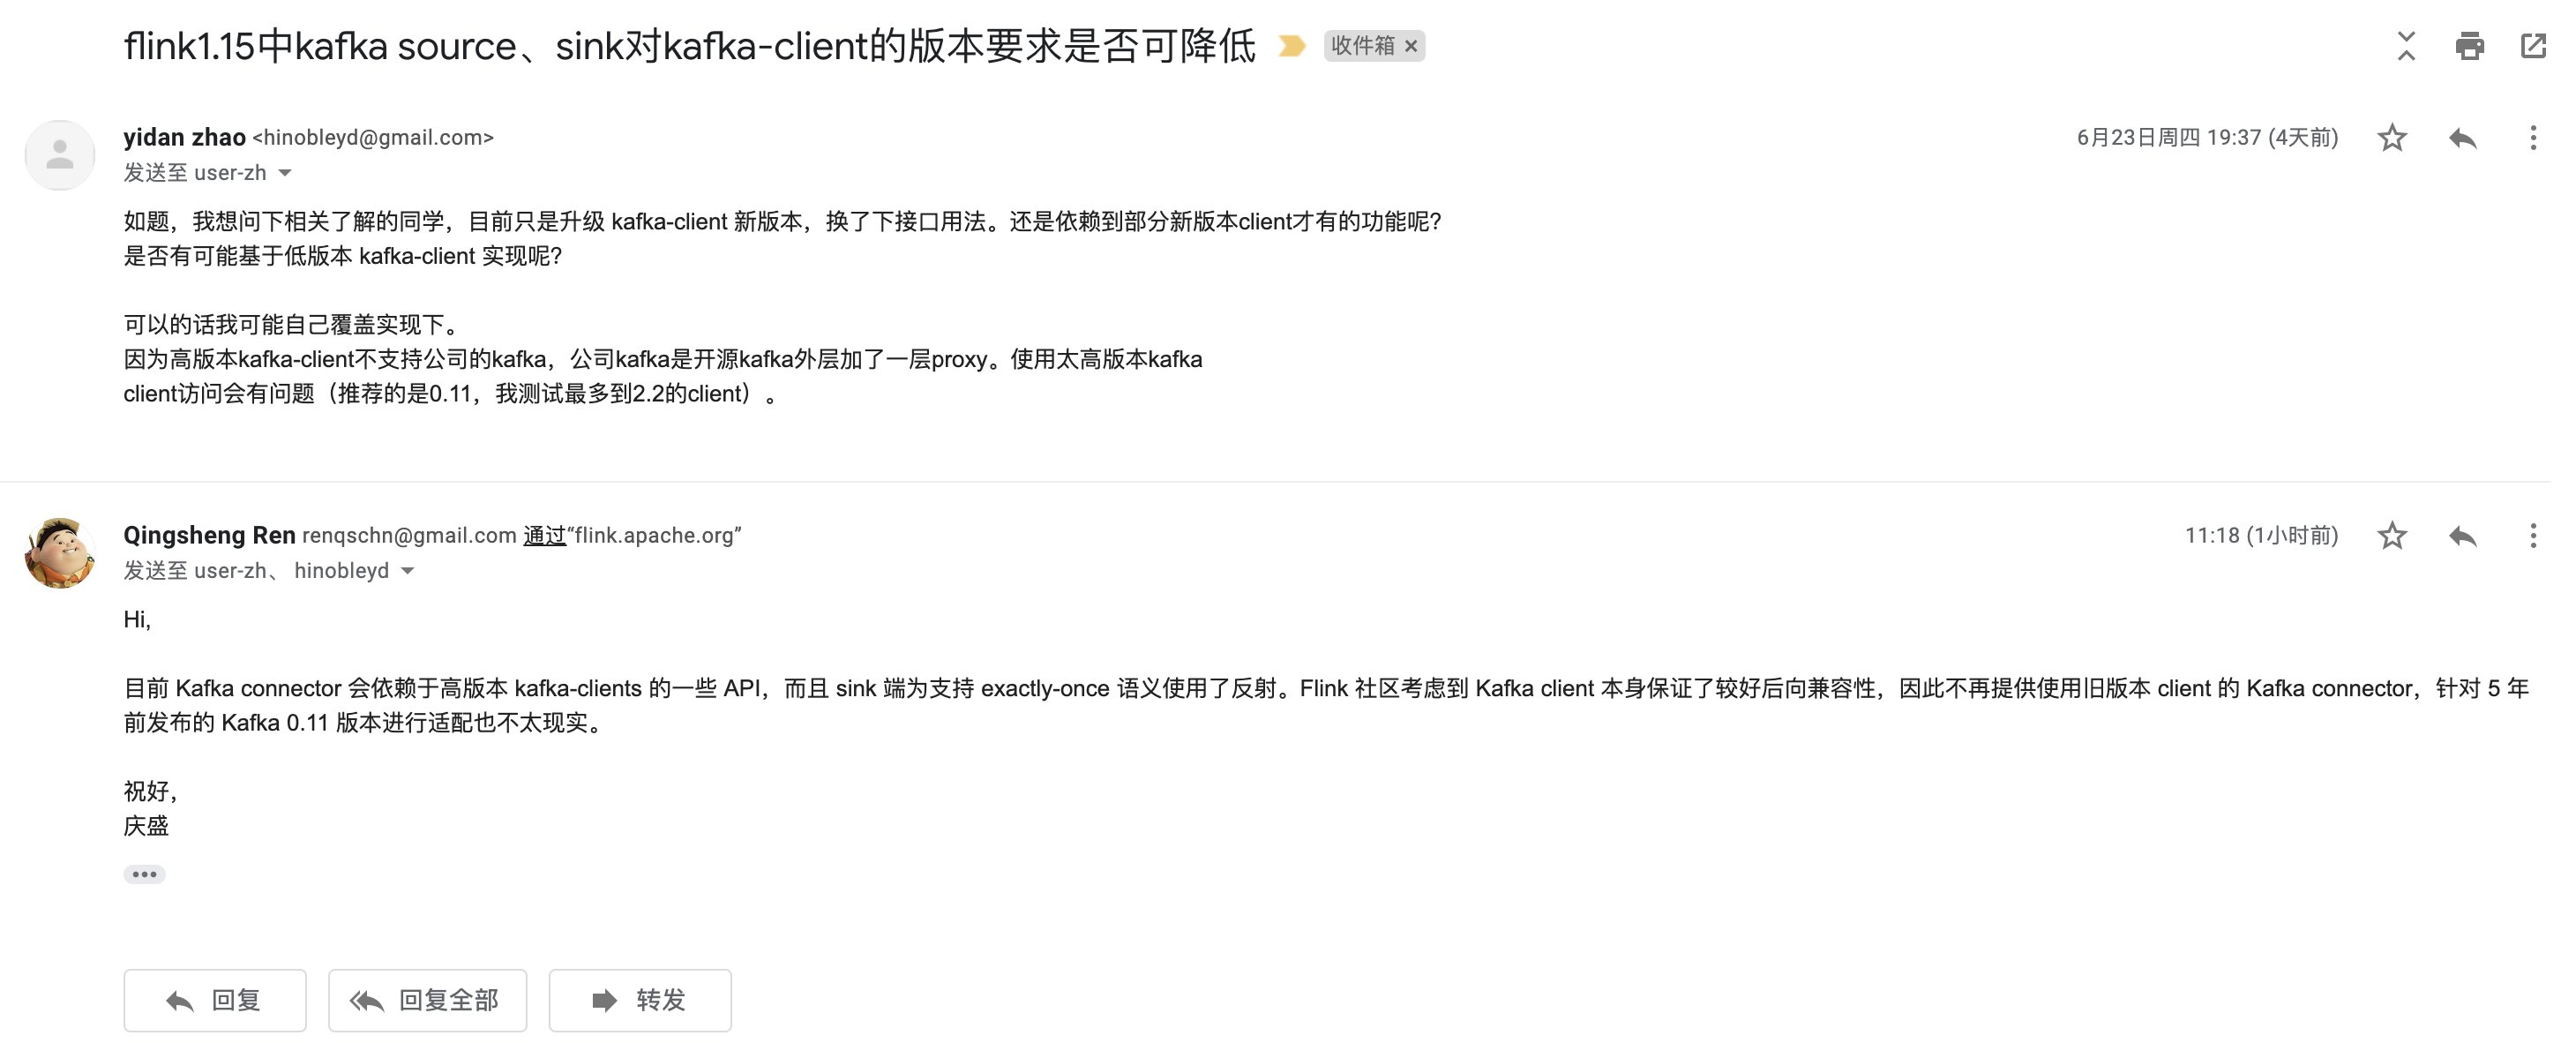 flink1.15中kafka source、sink对kafka-client的版本要求是否可降低 收件箱 ×
yidan zhao <hinobleyd@gmail.com> 6月23日周四 19:37 (4天前)
发送至 user-zh
如题，我想问下相关了解的同学，目前只是升级 kafka-client 新版本，换了下接口用法。还是依赖到部分新版本client才有的功能呢?
是否有可能基于低版本 kafka-client 实现呢?
可以的话我可能自己覆盖实现下。
因为高版本kafka-client不支持公司的kafka，公司kafka是开源kafka外层加了一层proxy。使用太高版本kafka
client访问会有问题（推荐的是0.11，我测试最多到2.2的client）。
Qingsheng Ren renqschn@gmail.com 通过“flink.apache.org” 11:18 (1小时前)
发送至 user-zh、 hinobleyd
Hi,
目前 Kafka connector 会依赖于高版本 kafka-clients 的一些 API，而且 sink 端为支持 exactly-once 语义使用了反射。Flink 社区考虑到 Kafka client 本身保证了较好后向兼容性，因此不再提供使用旧版本 client 的 Kafka connector，针对 5 年
前发布的 Kafka 0.11 版本进行适配也不太现实。
祝好，
庆盛
回复 回复全部 转发